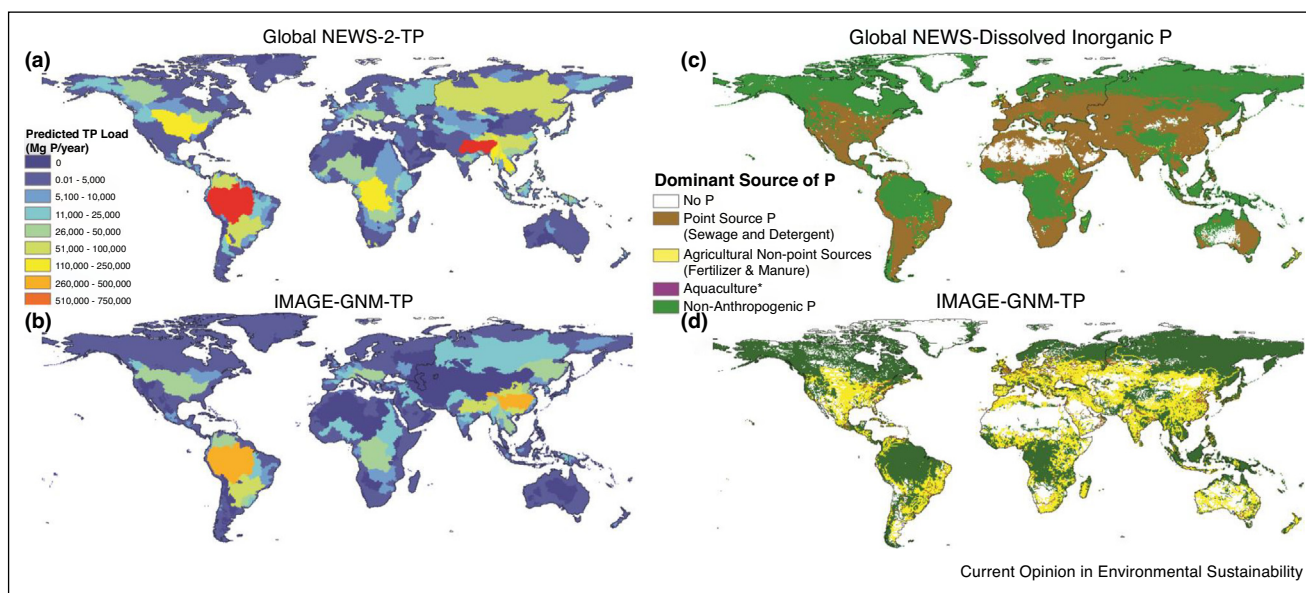 Global NEWS-2-TP
(a)
Predicted TP Load
(Mg P/year)
0
0.01 - 5,000
5,100 - 10,000
11,000 - 25,000
26,000 - 50,000
51,000 - 100,000
110,000 - 250,000
260,000 - 500,000
510,000 - 750,000
IMAGE-GNM-TP
(b)
Global NEWS-Dissolved Inorganic P
(c)
Dominant Source of P
No P
Point Source P
(Sewage and Detergent)
Agricultural Non-point Sources
(Fertilizer & Manure)
Aquaculture*
Non-Anthropogenic P
IMAGE-GNM-TP
(d)
Current Opinion in Environmental Sustainability